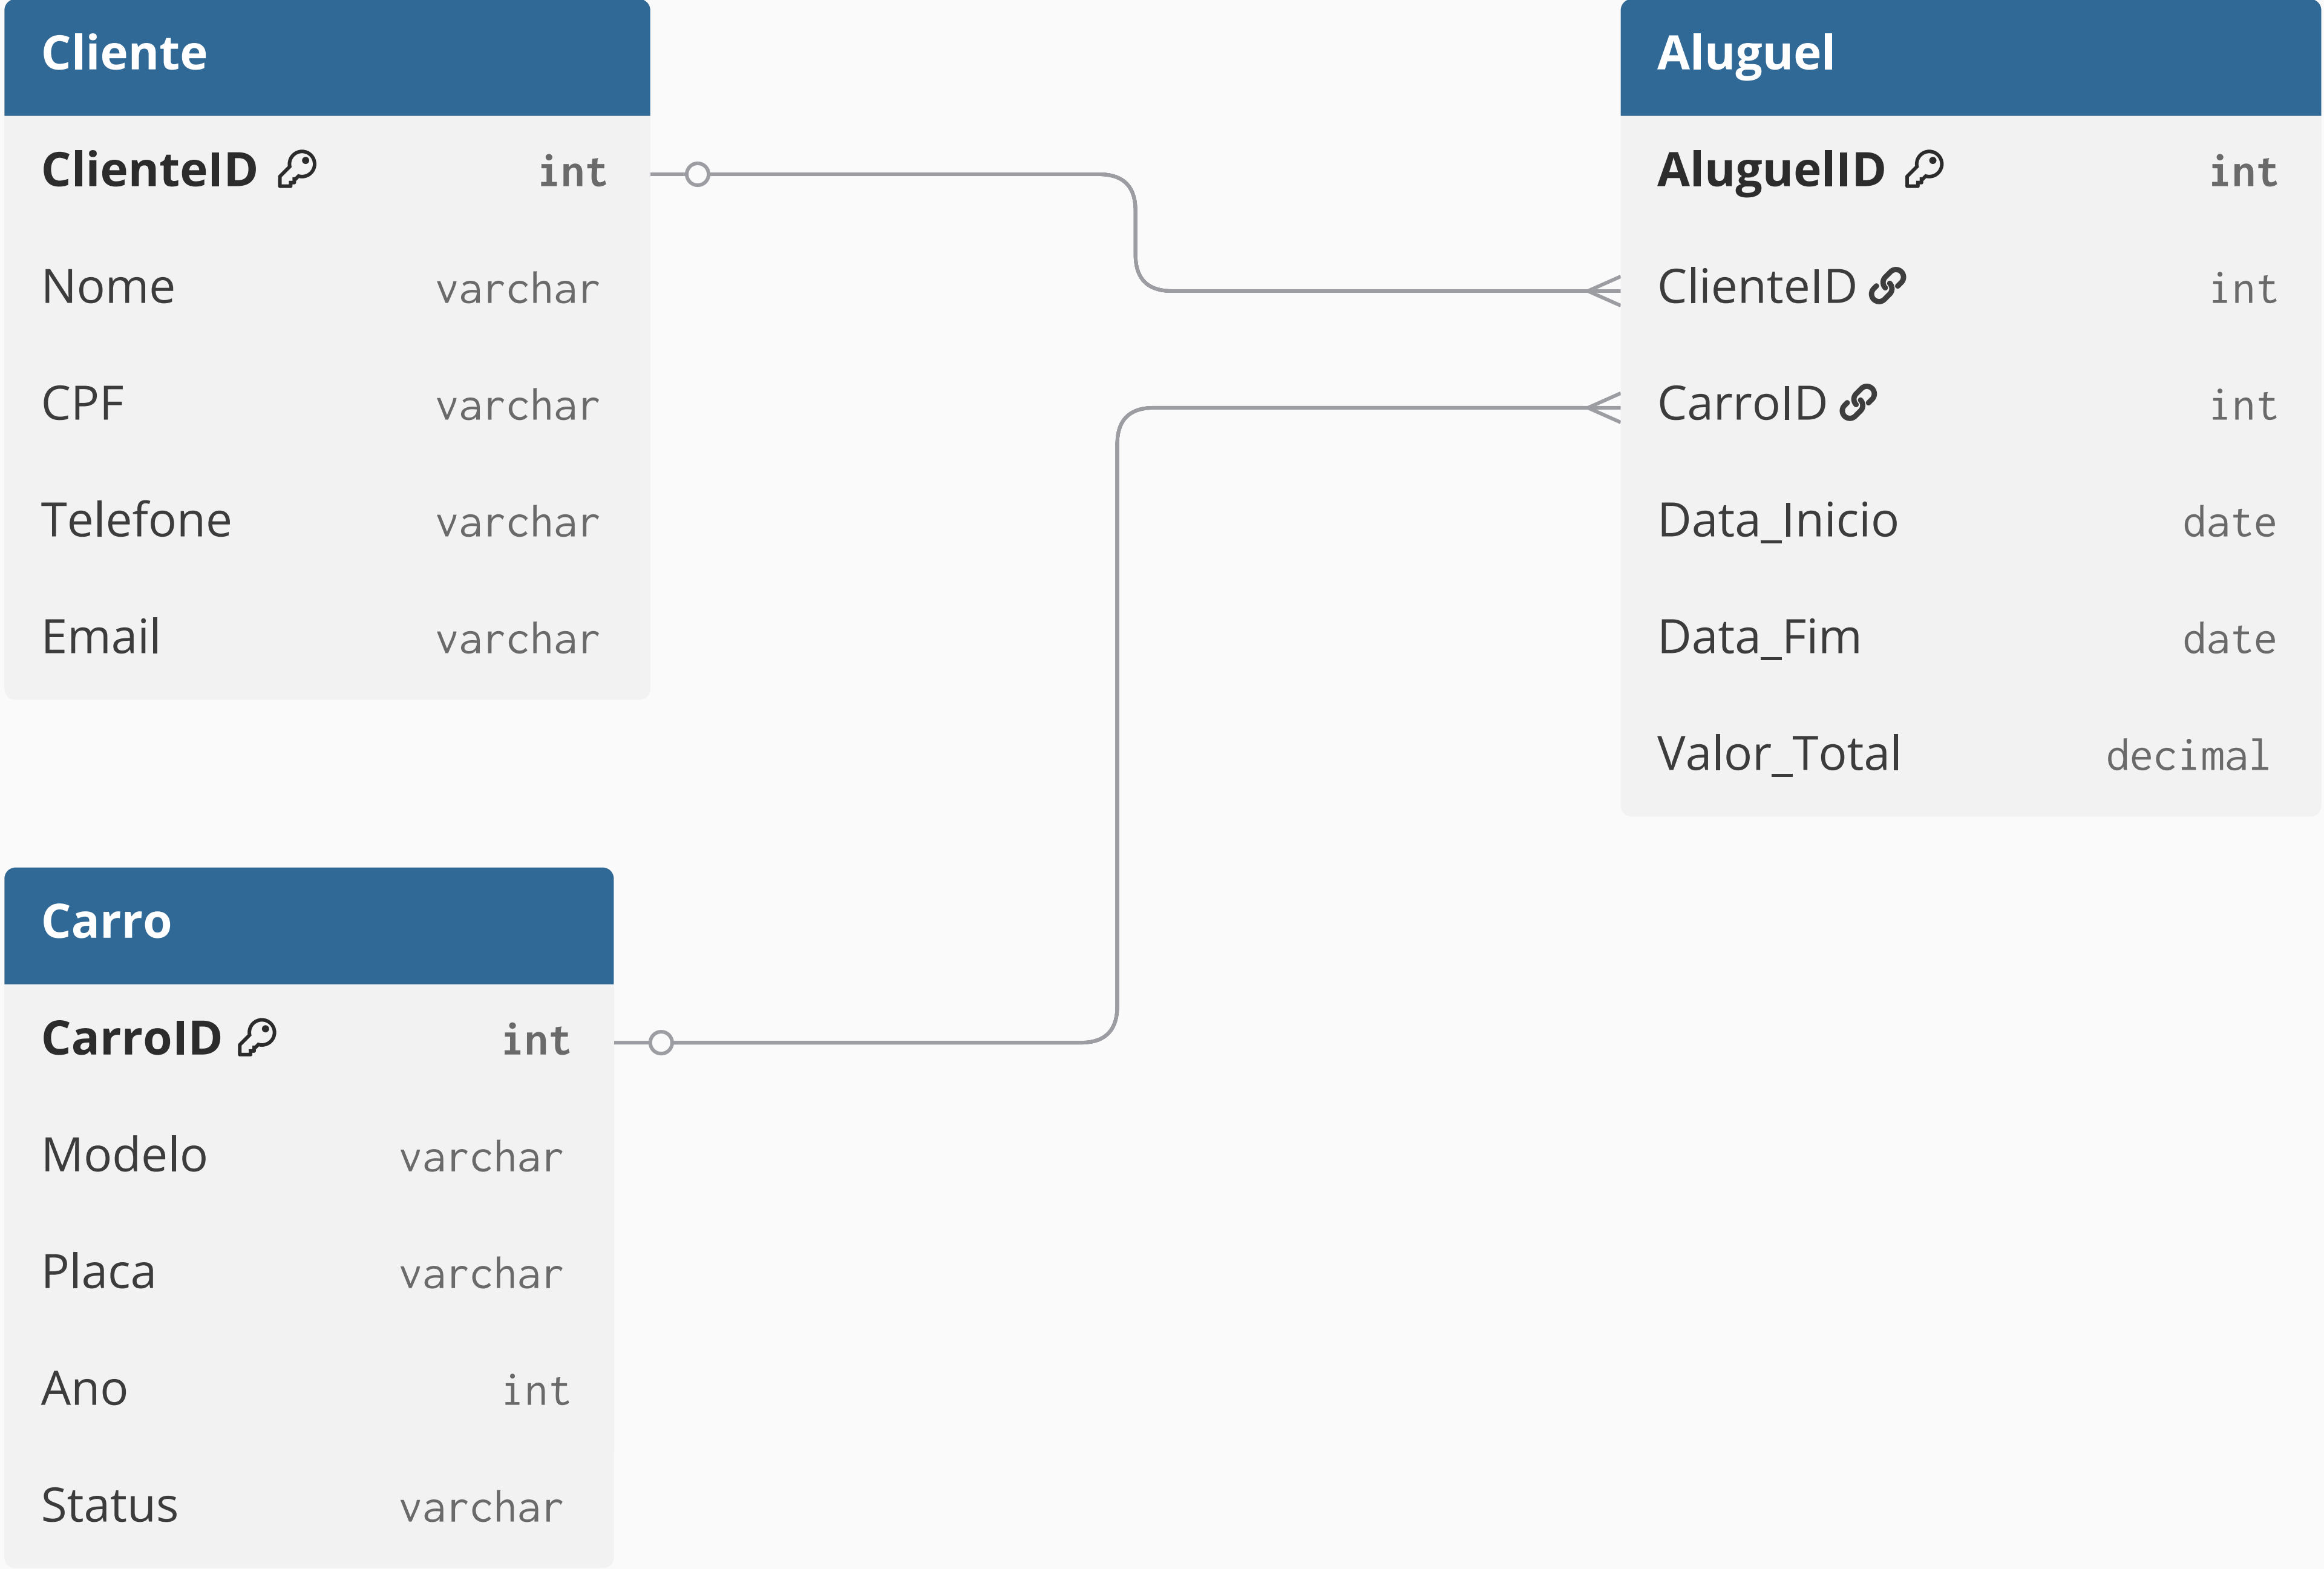 Cliente
ClienteID int
Nome varchar
CPF varchar
Telefone varchar
Email varchar
Aluguel
AluguelID int
ClienteID int
CarroID int
Data_Inicio date
Data_Fim date
Valor_Total decimal
Carro
CarroID int
Modelo varchar
Placa varchar
Ano int
Status varchar